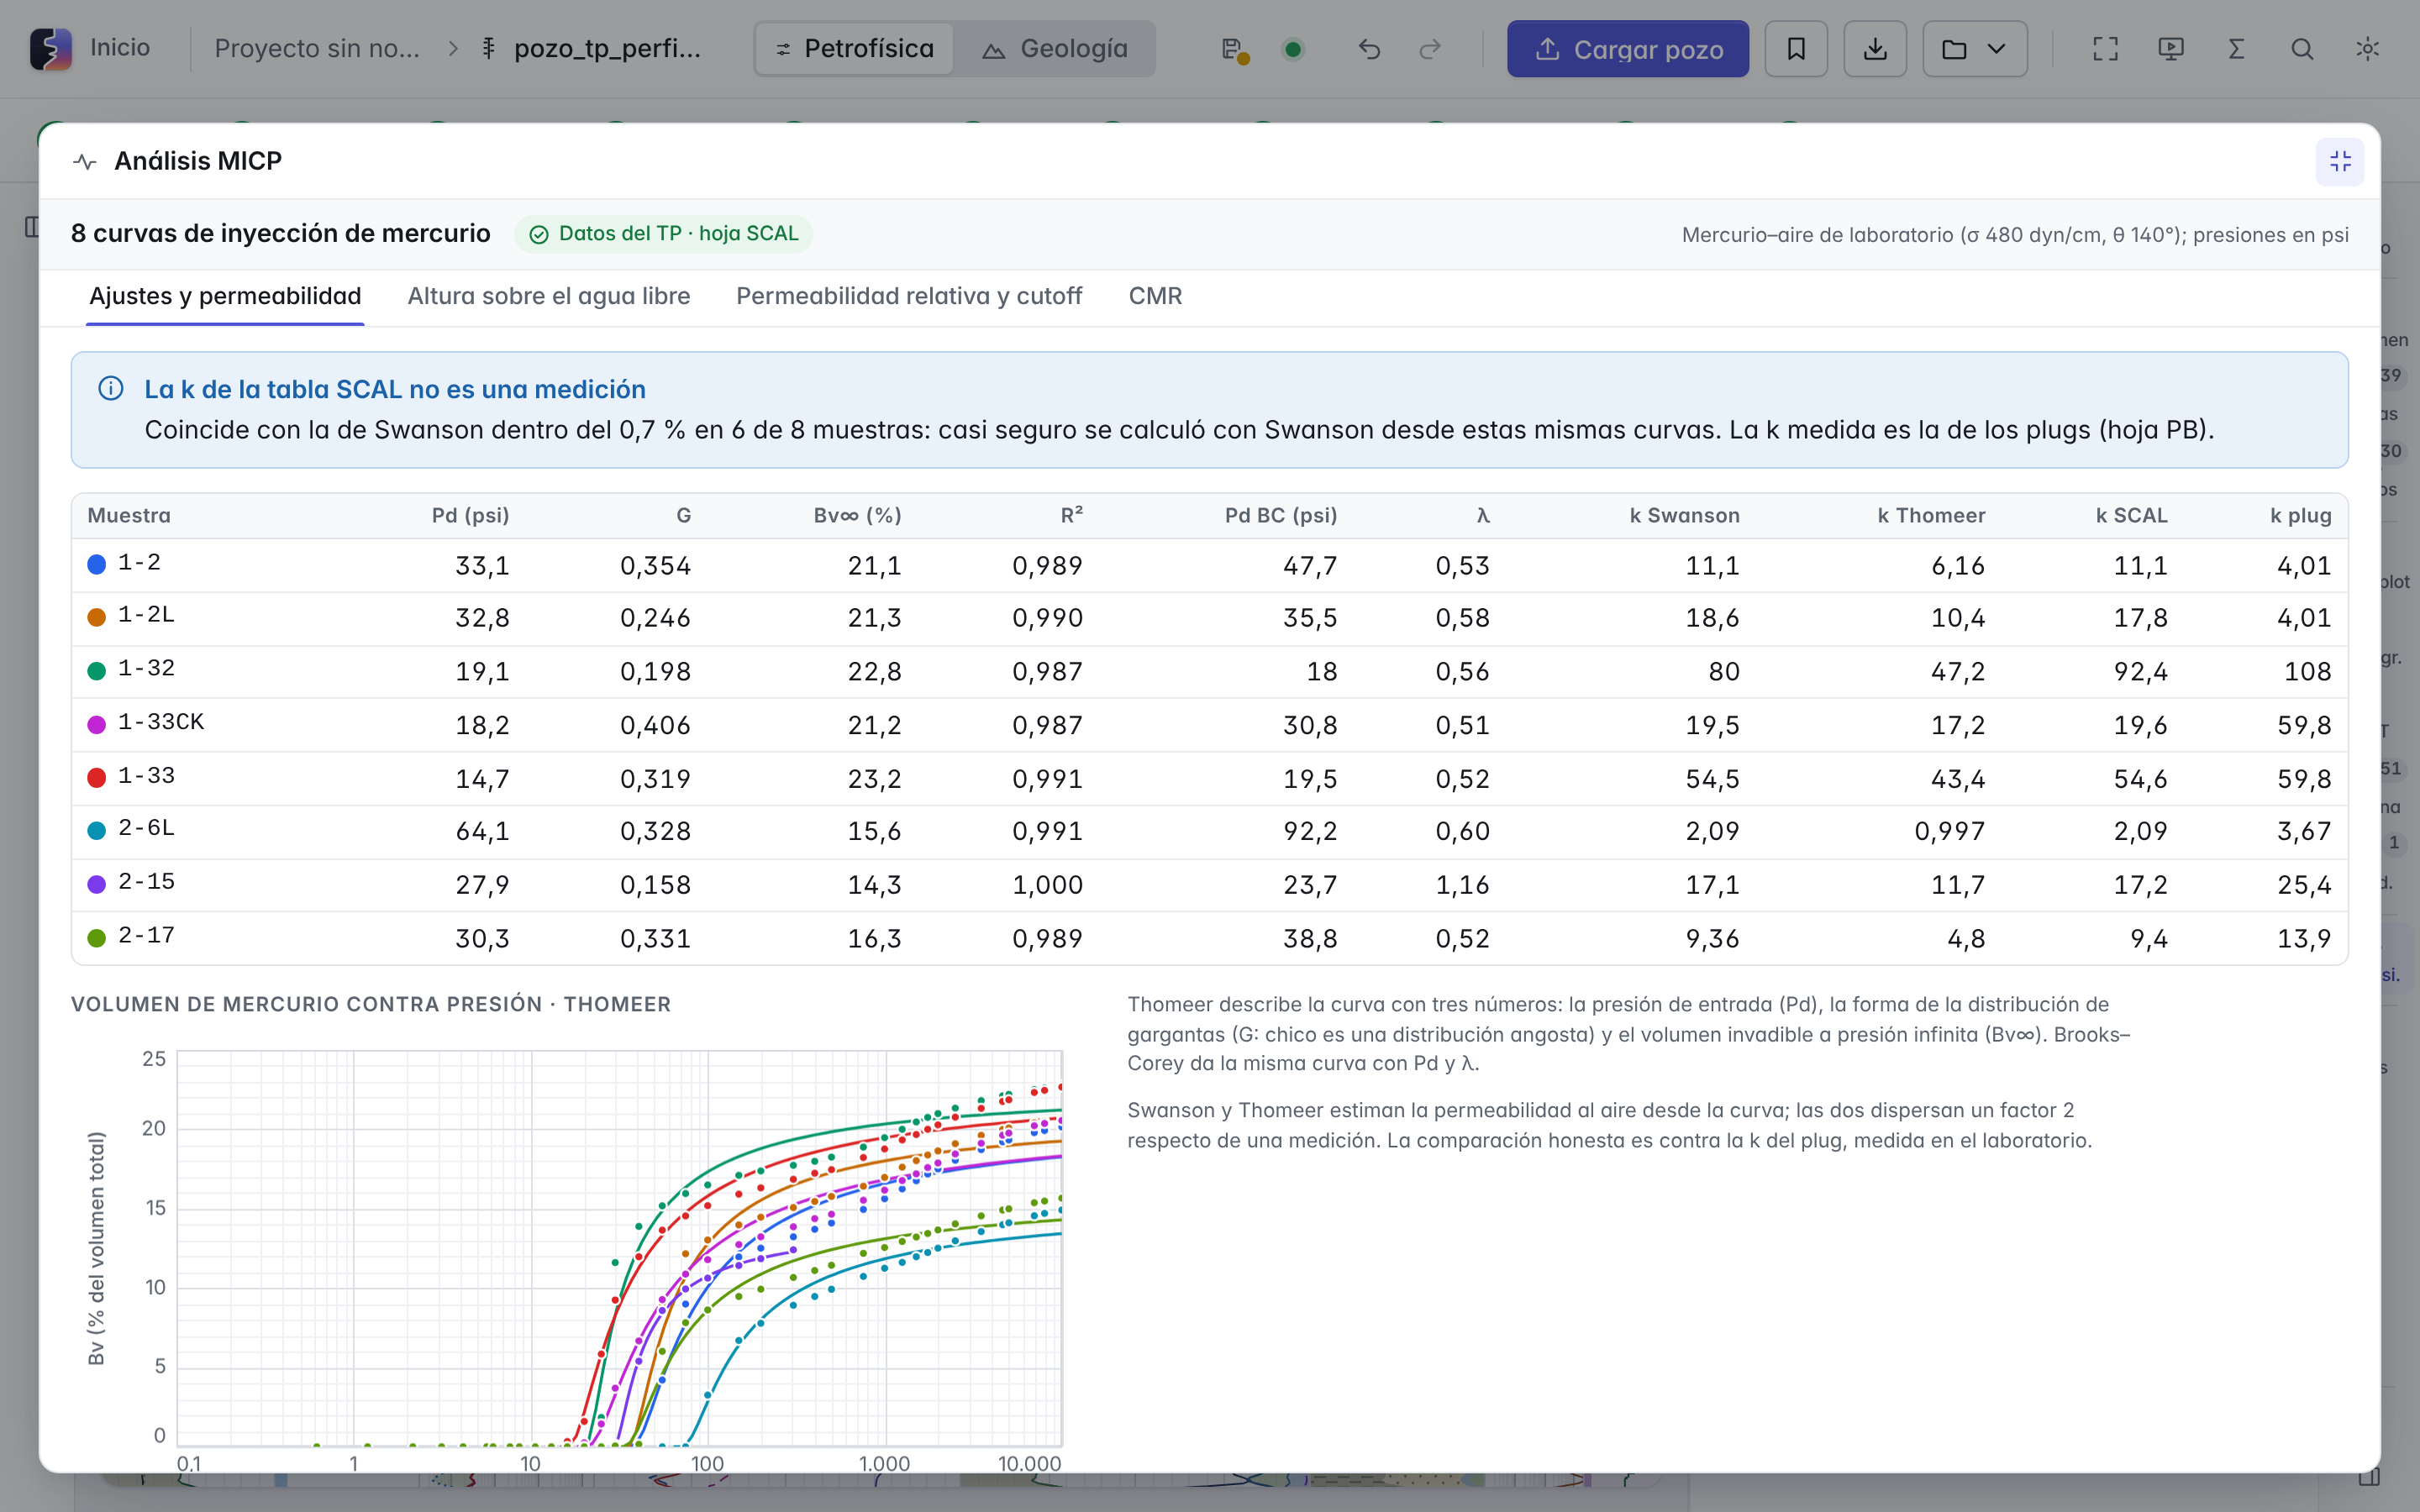 Inicio
Proyecto sin no...
pozo_tp_perfi...
Petrofísica
Geología
Cargar pozo
Análisis MICP
8 curvas de inyección de mercurio
Datos del TP · hoja SCAL
Mercurio–aire de laboratorio (σ 480 dyn/cm, θ 140°); presiones en psi
Ajustes y permeabilidad
Altura sobre el agua libre
Permeabilidad relativa y cutoff
CMR
La k de la tabla SCAL no es una medición
Coincide con la de Swanson dentro del 0,7 % en 6 de 8 muestras: casi seguro se calculó con Swanson desde estas mismas curvas. La k medida es la de los plugs (hoja PB).
Muestra Pd (psi) G Bv∞ (%) R² Pd BC (psi) λ k Swanson k Thomeer k SCAL k plug
1-2 33,1 0,354 21,1 0,989 47,7 0,53 11,1 6,16 11,1 4,01
1-2L 32,8 0,246 21,3 0,990 35,5 0,58 18,6 10,4 17,8 4,01
1-32 19,1 0,198 22,8 0,987 18 0,56 80 47,2 92,4 108
1-33CK 18,2 0,406 21,2 0,987 30,8 0,51 19,5 17,2 19,6 59,8
1-33 14,7 0,319 23,2 0,991 19,5 0,52 54,5 43,4 54,6 59,8
2-6L 64,1 0,328 15,6 0,991 92,2 0,60 2,09 0,997 2,09 3,67
2-15 27,9 0,158 14,3 1,000 23,7 1,16 17,1 11,7 17,2 25,4
2-17 30,3 0,331 16,3 0,989 38,8 0,52 9,36 4,8 9,4 13,9
VOLUMEN DE MERCURIO CONTRA PRESIÓN · THOMEER
Bv (% del volumen total)
25
20
15
10
5
0
0,1 1 10 100 1.000 10.000
Thomeer describe la curva con tres números: la presión de entrada (Pd), la forma de la distribución de
gargantas (G: chico es una distribución angosta) y el volumen invadible a presión infinita (Bv∞). Brooks–
Corey da la misma curva con Pd y λ.
Swanson y Thomeer estiman la permeabilidad al aire desde la curva; las dos dispersan un factor 2
respecto de una medición. La comparación honesta es contra la k del plug, medida en el laboratorio.